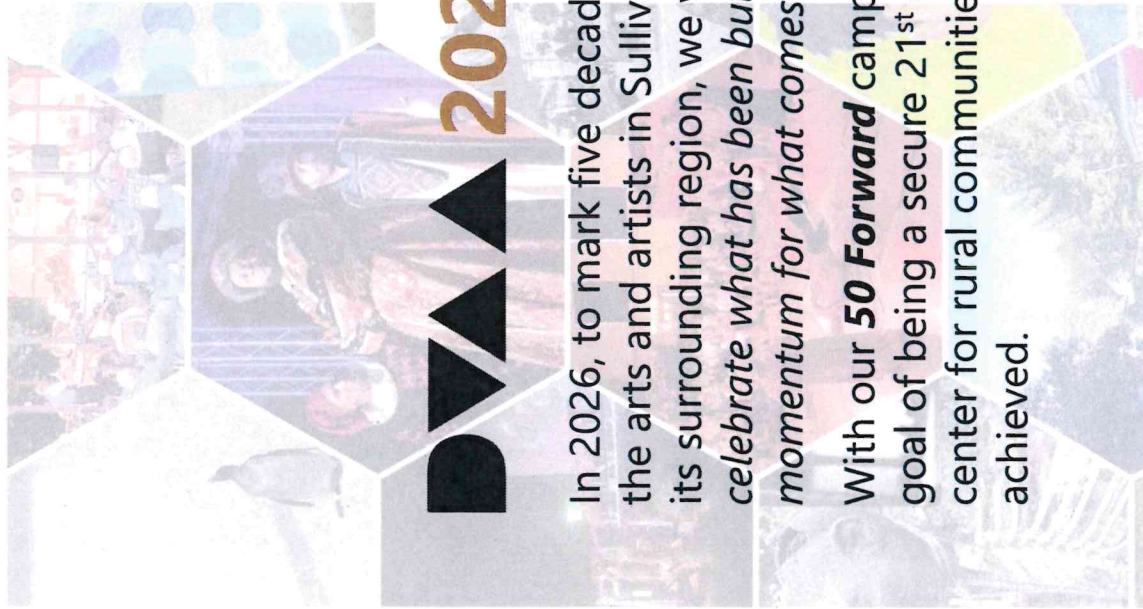 DVAA 202
In 2026, to mark five decad
the arts and artists in Sulliv
its surrounding region, we
celebrate what has been bu
momentum for what comes
With our 50 Forward camp
goal of being a secure 21st
center for rural communitie
achieved.